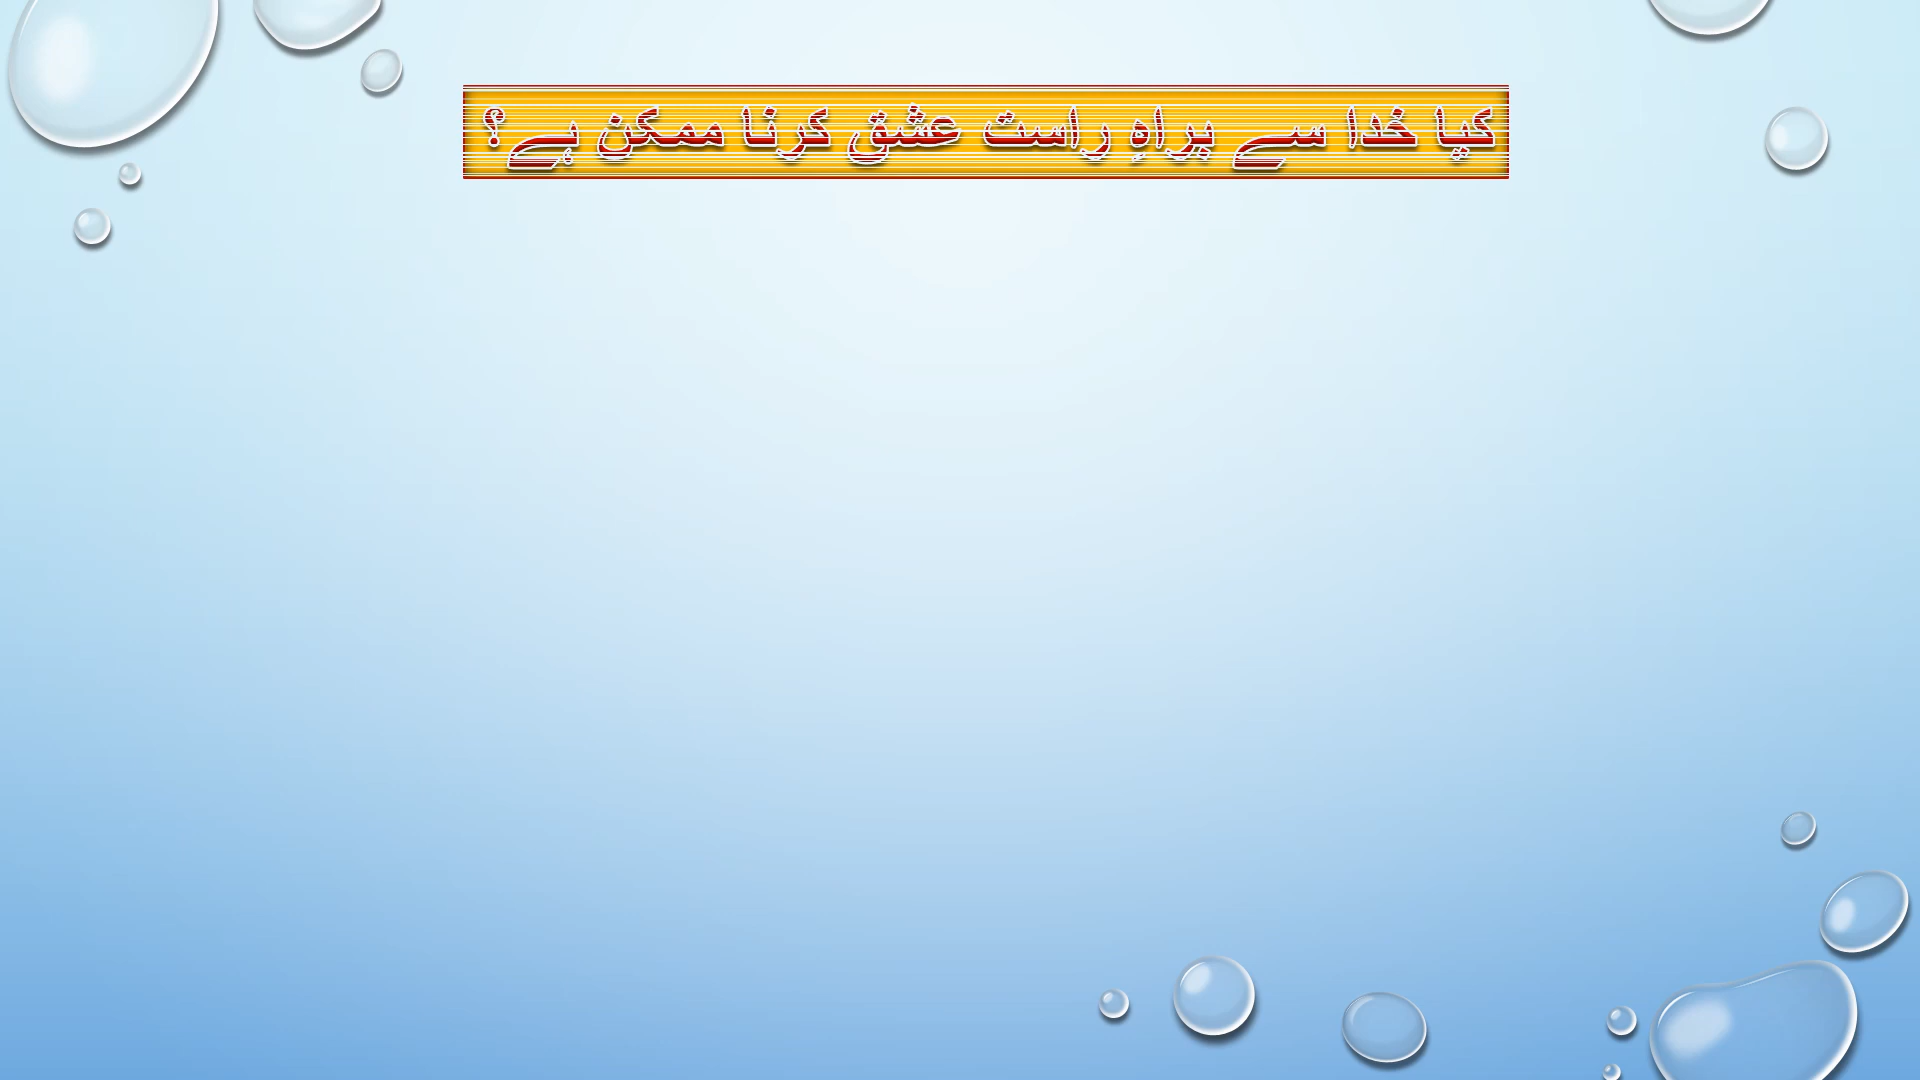 کیا خدا سے براہِ راست عشق کرنا ممکن ہے؟